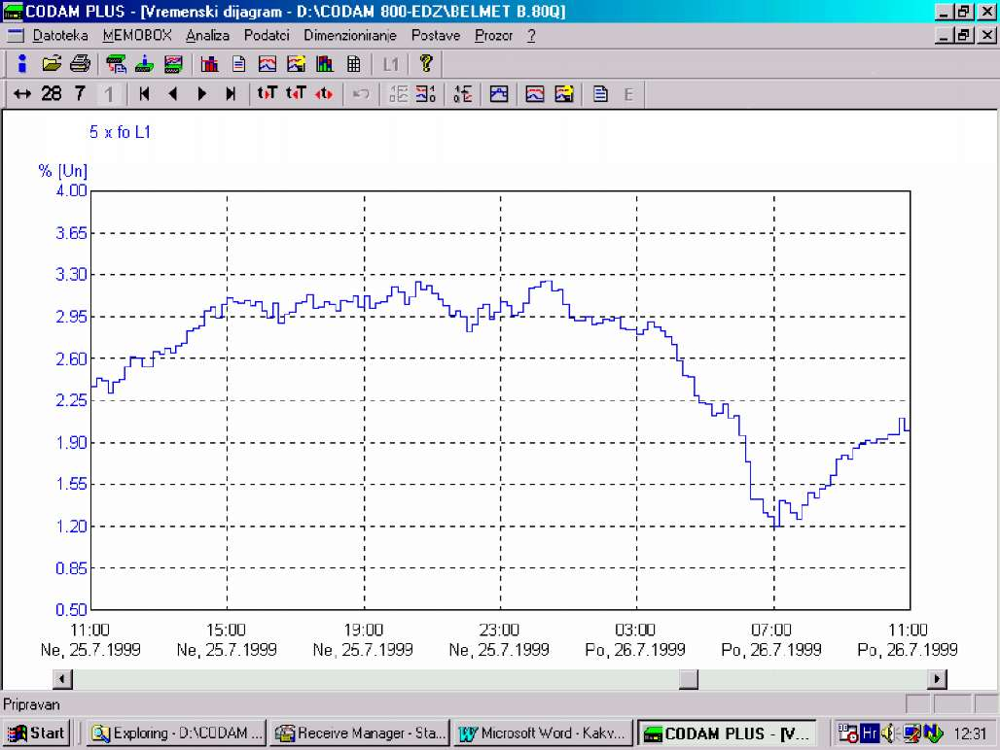 CODAM PLUS - [Vremenski dijagram - D:\CODAM 800-EDZ\BELMET B.80Q]
Datoteka MEMOBOX Analiza Podatci Dimenzioniranje Postave Prozor ?
L1 ?
28 7 1 t›T t‹T ‹t› E
5 x fo L1
% [Un]
4.00
3.65
3.30
2.95
2.60
2.25
1.90
1.55
1.20
0.85
0.50
11:00 15:00 19:00 23:00 03:00 07:00 11:00
Ne, 25.7.1999 Ne, 25.7.1999 Ne, 25.7.1999 Ne, 25.7.1999 Po, 26.7.1999 Po, 26.7.1999 Po, 26.7.1999
Pripravan
Start Exploring - D:\CODAM ... Receive Manager - Sta... Microsoft Word - Kakv... CODAM PLUS - [V... Hr 12:31